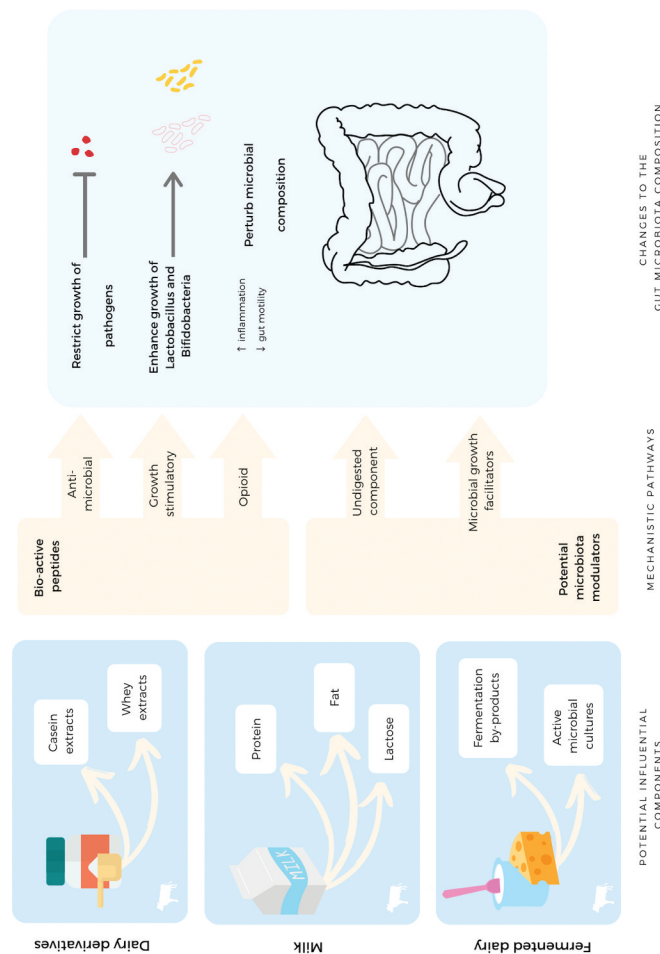 Dairy derivatives
Casein
extracts
Whey
extracts
Milk
MILK
Protein
Fat
Lactose
Fermented dairy
Fermentation
by-products
Active
microbial
cultures
POTENTIAL INFLUENTIAL
COMPONENTS
Bio-active
peptides
Anti-
microbial
Growth
stimulatory
Opioid
Undigested
component
Microbial growth
facilitators
Potential
microbiota
modulators
MECHANISTIC PATHWAYS
Restrict growth of
pathogens
Enhance growth of
Lactobacillus and
Bifidobacteria
↑ inflammation
↓ gut motility
Perturb microbial
composition
CHANGES TO THE
GUT MICROBIOTA COMPOSITION